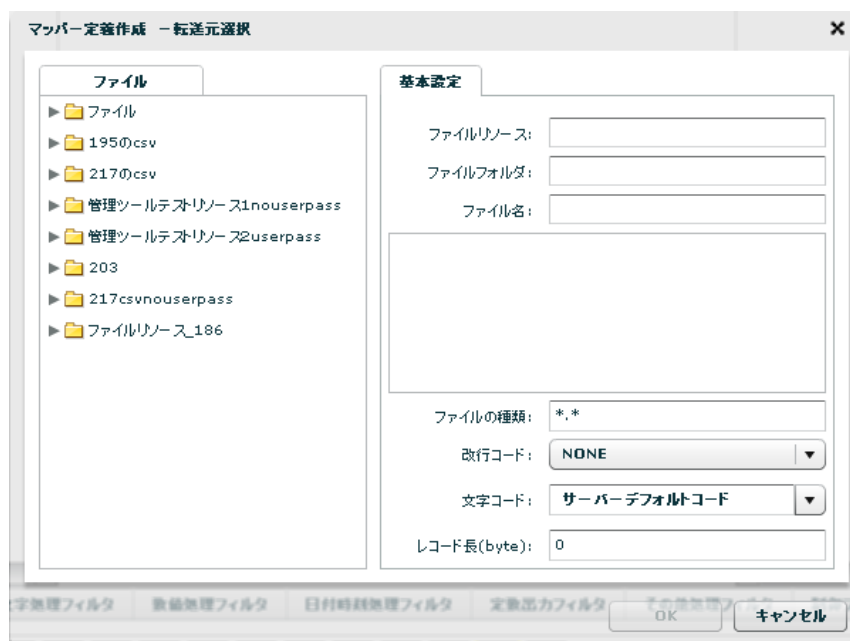 マッパー定義作成 －転送元選択
ファイル
ファイル
195のcsv
217のcsv
管理ツールテストリソース1nouserpass
管理ツールテストリソース2userpass
203
217csvnouserpass
ファイルリソース_186
基本設定
ファイルリソース:
ファイルフォルダ:
ファイル名:
ファイルの種類: *.*
改行コード: NONE
文字コード: サーバーデフォルトコード
レコード長(byte): 0
字処理フィルタ 数値処理フィルタ 日付時刻処理フィルタ 定数出力フィルタ その他処理フィルタ
OK キャンセル